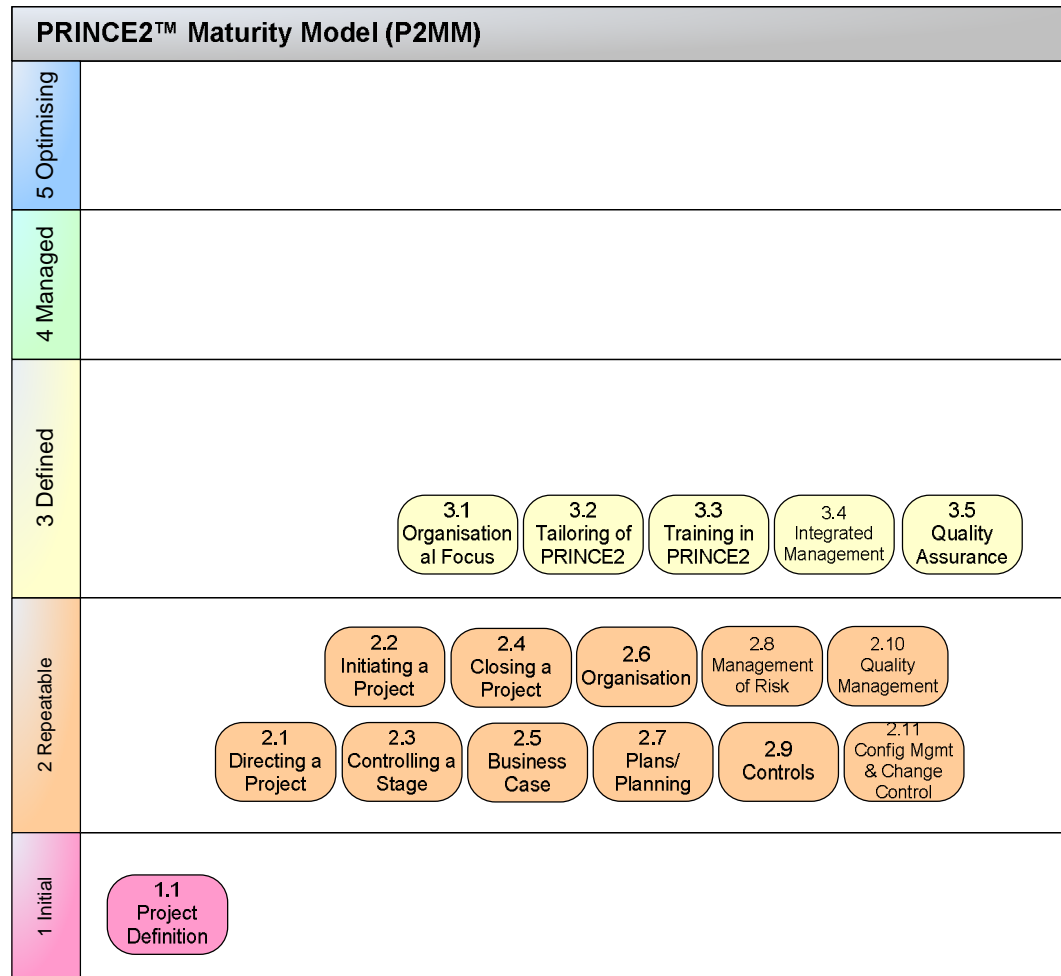 PRINCE2™ Maturity Model (P2MM)
5 Optimising
4 Managed
3 Defined
3.1
Organisation
al Focus
3.2
Tailoring of
PRINCE2
3.3
Training in
PRINCE2
3.4
Integrated
Management
3.5
Quality
Assurance
2 Repeatable
2.2
Initiating a
Project
2.4
Closing a
Project
2.6
Organisation
2.8
Management
of Risk
2.10
Quality
Management
2.1
Directing a
Project
2.3
Controlling a
Stage
2.5
Business
Case
2.7
Plans/
Planning
2.9
Controls
2.11
Config Mgmt
& Change
Control
1 Initial
1.1
Project
Definition